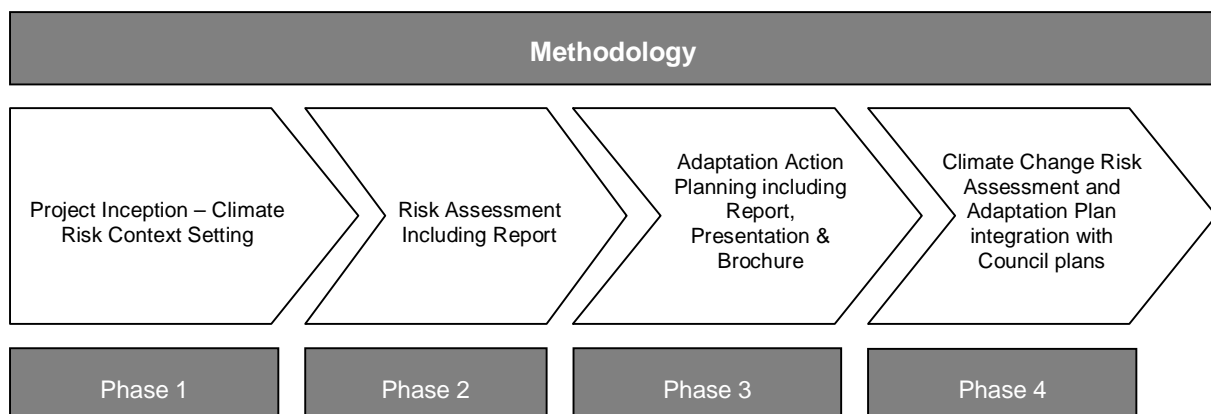 Methodology
Project Inception – Climate
Risk Context Setting
Risk Assessment
Including Report
Adaptation Action
Planning including
Report,
Presentation &
Brochure
Climate Change Risk
Assessment and
Adaptation Plan
integration with
Council plans
Phase 1
Phase 2
Phase 3
Phase 4